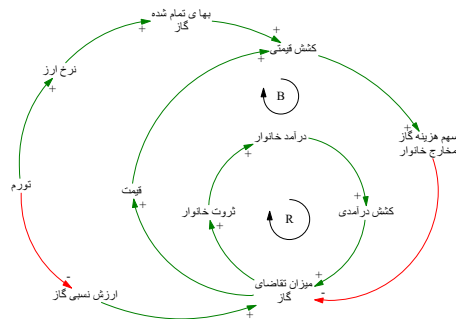 بها ی تمام شده
گاز
کشش قیمتی
نرخ ارز
B
سهم هزینه گاز
مخارج خانوار
درآمد خانوار
تورم
قیمت
ثروت خانوار
R
کشش درآمدی
میزان تقاضای
گاز
ارزش نسبی گاز
+
+
+
+
+
+
+
+
+
+
+
-
-